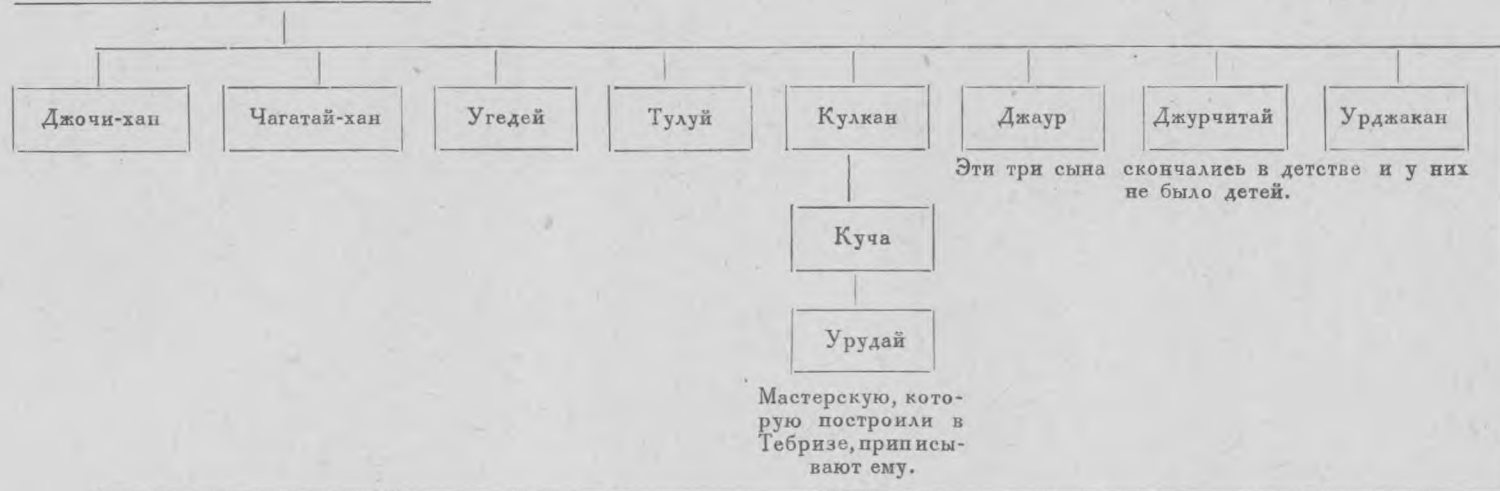 Джочи-хан Чагатай-хан Угедей Тулуй Кулкан Джаур Джурчитай Урджакан
Эти три сына скончались в детстве и у них
не было детей.
Куча
Урудай
Мастерскую, кото-
рую построили в
Тебризе, приписы-
вают ему.